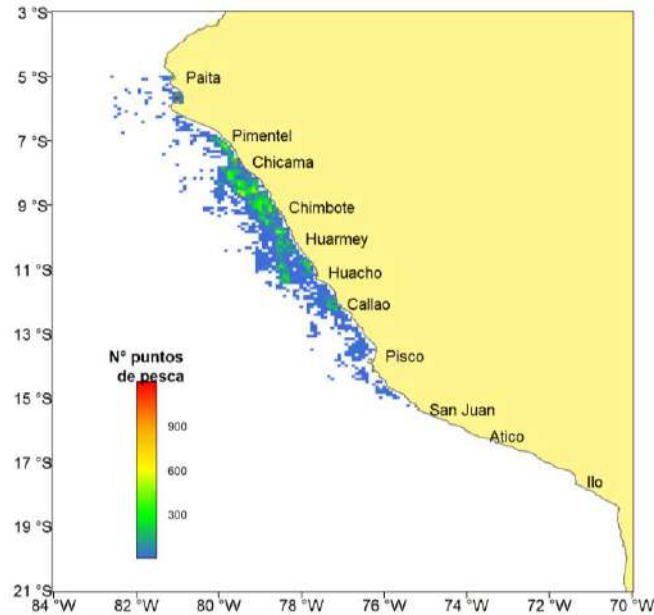 3 °S
5 °S
Paita
7 °S
Pimentel
Chicama
9 °S
Chimbote
Huarmey
11 °S
Huacho
Callao
13 °S
Pisco
Nº puntos
de pesca
15 °S
San Juan
900
Atico
17 °S
600
Ilo
300
19 °S
21 °S
84 °W 82 °W 80 °W 78 °W 76 °W 74 °W 72 °W 70 °W